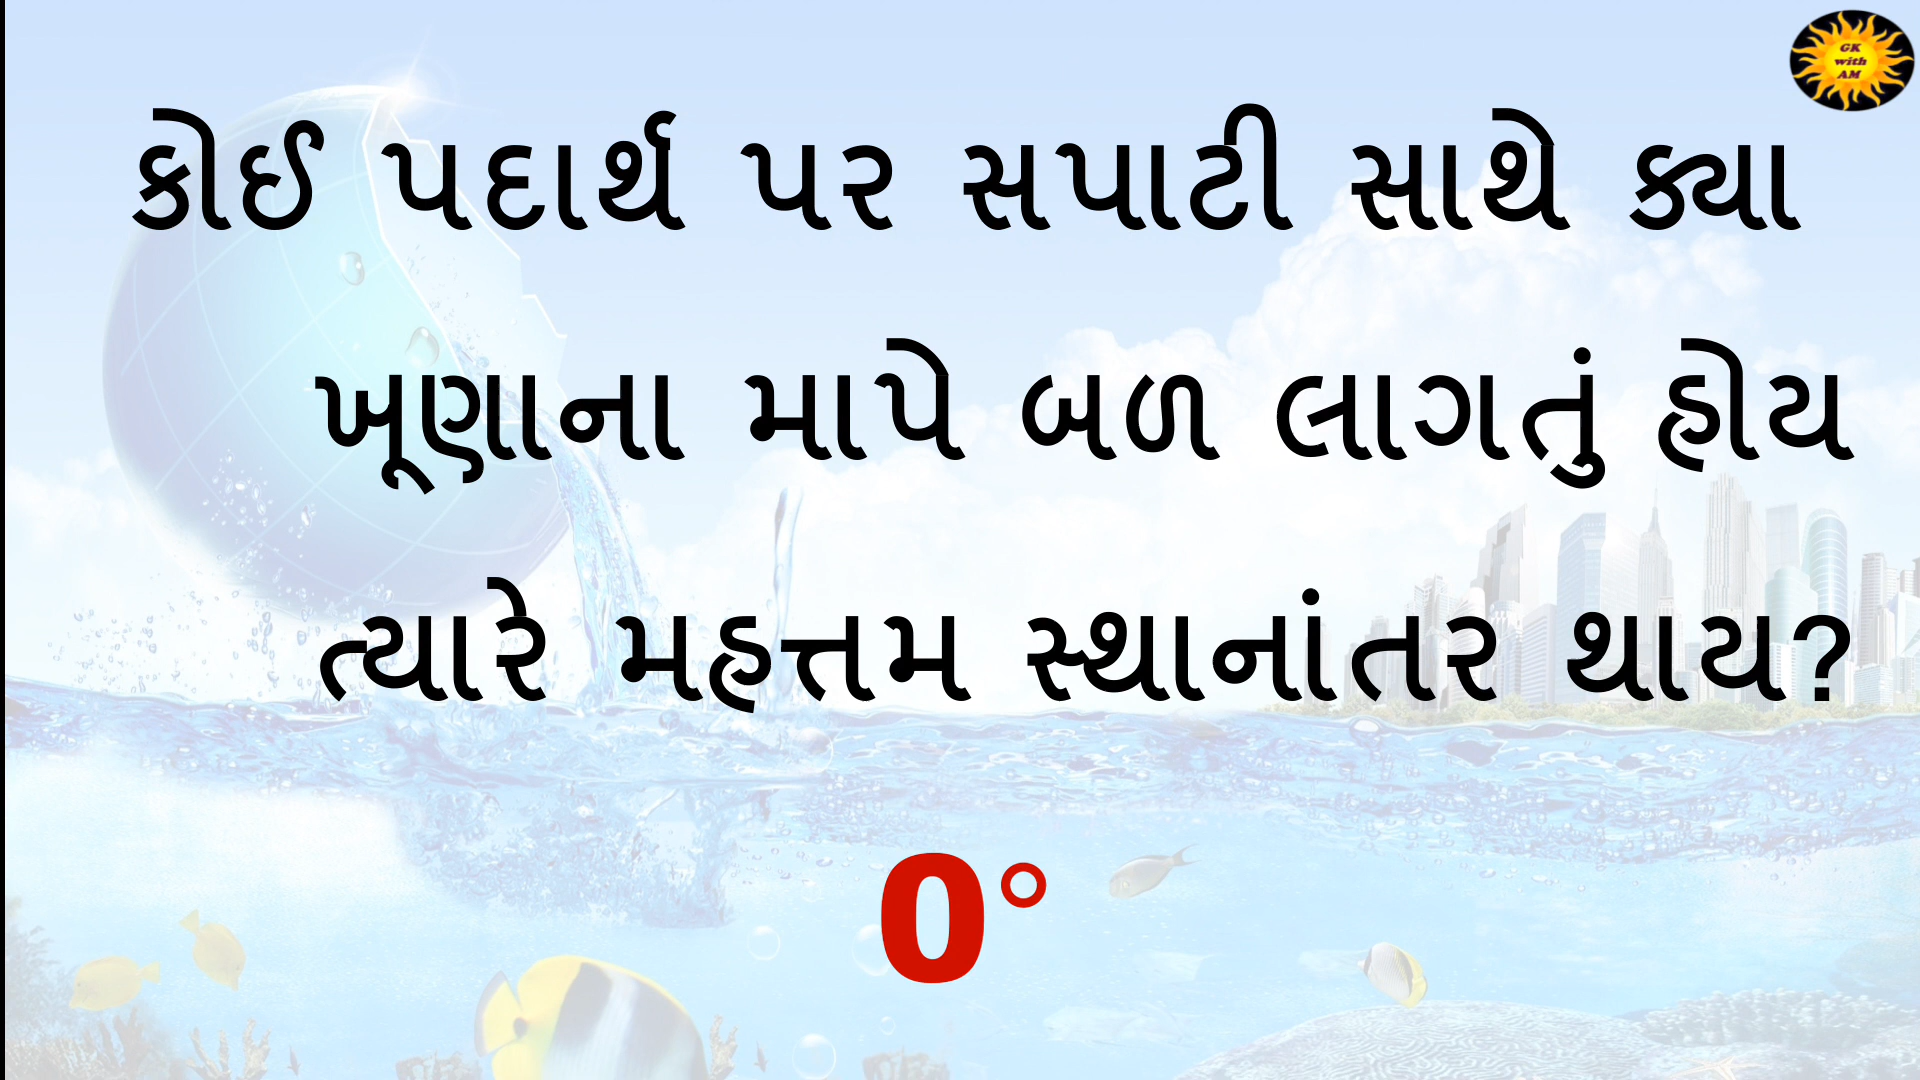 GK
with
AM
કોઈ પદાર્થ પર સપાટી સાથે ક્યા
ખૂણાના માપે બળ લાગતું હોય
ત્યારે મહત્તમ સ્થાનાંતર થાય?
0°